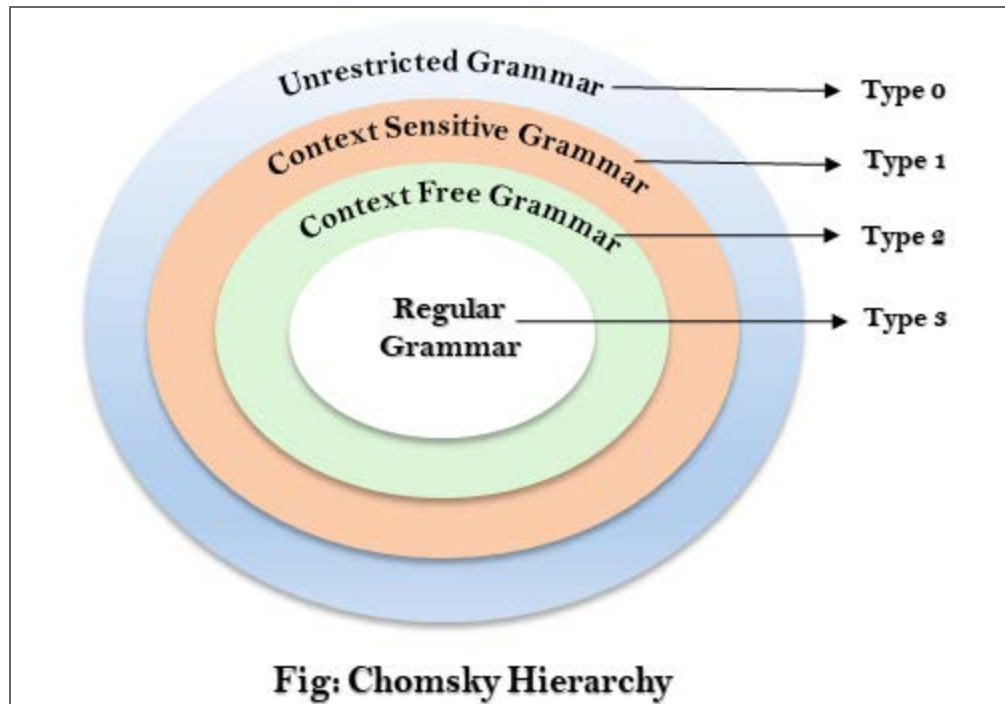 Unrestricted Grammar
Type 0
Context Sensitive Grammar
Type 1
Context Free Grammar
Type 2
Regular
Grammar
Type 3
Fig: Chomsky Hierarchy